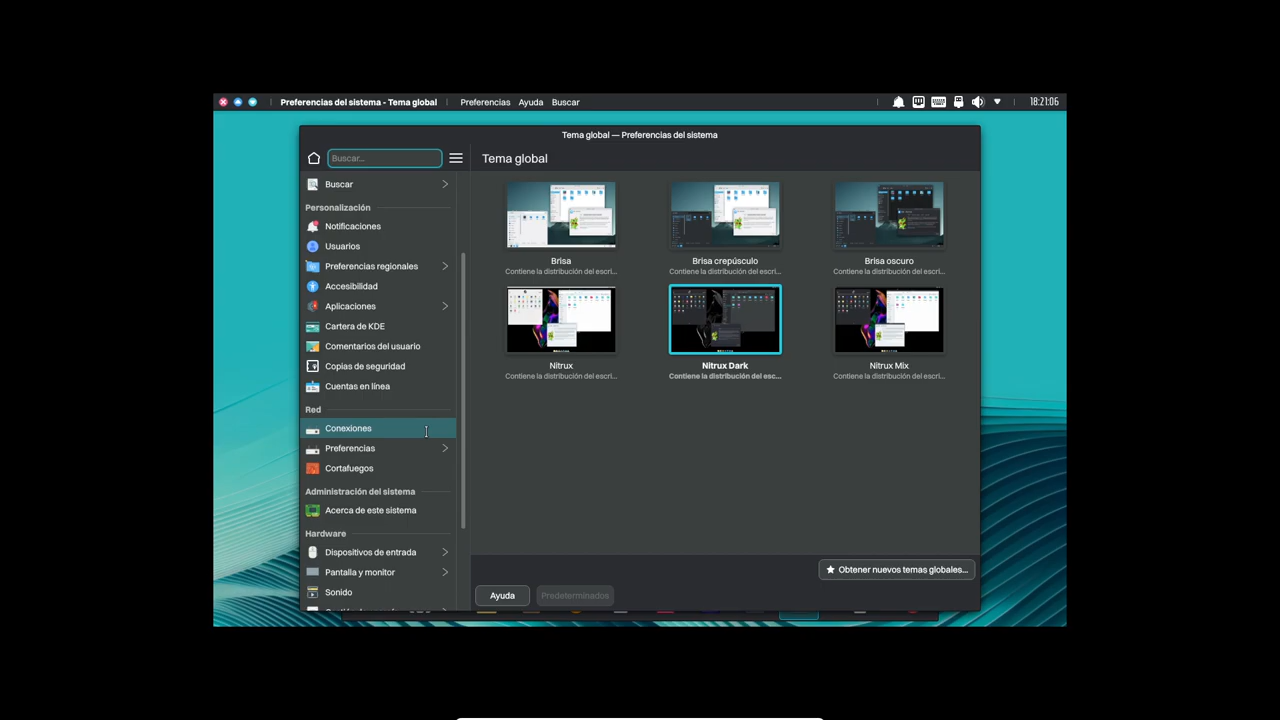 Preferencias del sistema - Tema global
Preferencias
Ayuda
Buscar
18:21:06
Tema global — Preferencias del sistema
Buscar...
Tema global
Buscar
Personalización
Notificaciones
Usuarios
Preferencias regionales
Accesibilidad
Aplicaciones
Cartera de KDE
Comentarios del usuario
Copias de seguridad
Cuentas en línea
Red
Conexiones
Preferencias
Cortafuegos
Administración del sistema
Acerca de este sistema
Hardware
Dispositivos de entrada
Pantalla y monitor
Sonido
Brisa
Contiene la distribución del escri...
Brisa crepúsculo
Contiene la distribución del escri...
Brisa oscuro
Contiene la distribución del escri...
Nitrux
Contiene la distribución del escri...
Nitrux Dark
Contiene la distribución del esc...
Nitrux Mix
Contiene la distribución del escri...
Obtener nuevos temas globales...
Ayuda
Predeterminados